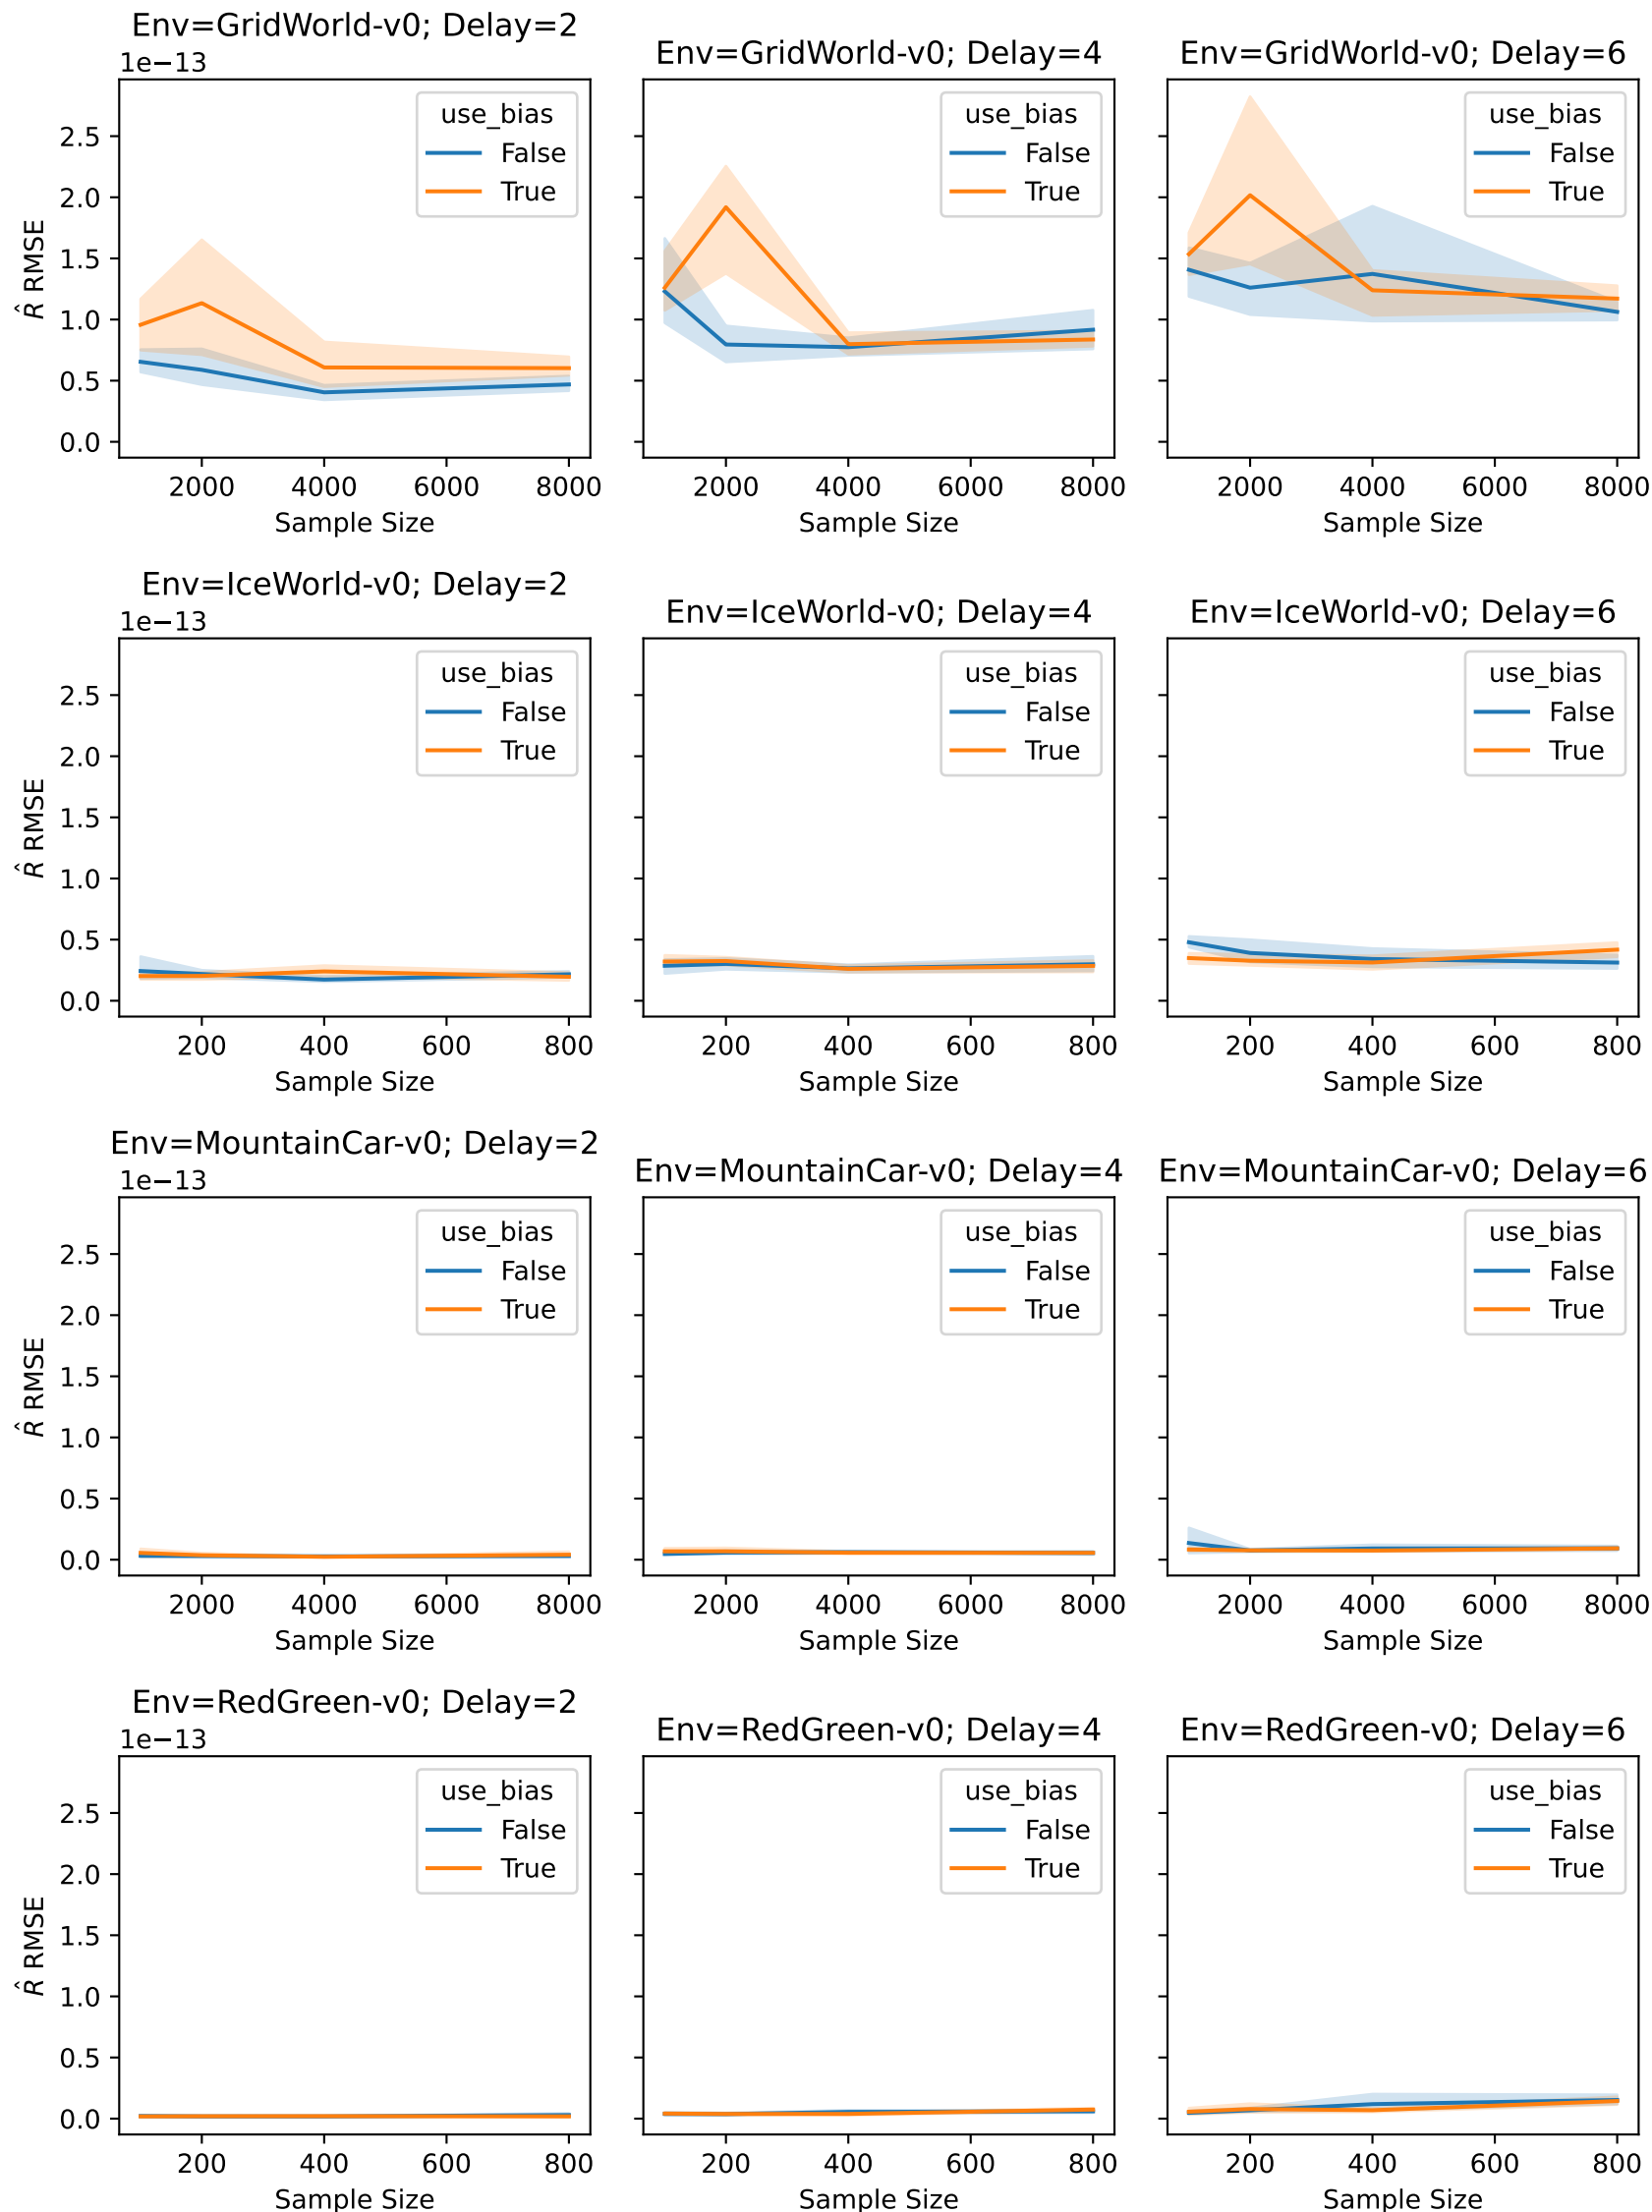 Env=GridWorld-v0; Delay=2
Env=GridWorld-v0; Delay=4
Env=GridWorld-v0; Delay=6
1e−13
R̂ RMSE
2.5
2.0
1.5
1.0
0.5
0.0
use_bias
False
True
use_bias
False
True
use_bias
False
True
2000 4000 6000 8000
2000 4000 6000 8000
2000 4000 6000 8000
Sample Size
Sample Size
Sample Size
Env=IceWorld-v0; Delay=2
Env=IceWorld-v0; Delay=4
Env=IceWorld-v0; Delay=6
1e−13
R̂ RMSE
2.5
2.0
1.5
1.0
0.5
0.0
use_bias
False
True
use_bias
False
True
use_bias
False
True
200 400 600 800
200 400 600 800
200 400 600 800
Sample Size
Sample Size
Sample Size
Env=MountainCar-v0; Delay=2
Env=MountainCar-v0; Delay=4
Env=MountainCar-v0; Delay=6
1e−13
R̂ RMSE
2.5
2.0
1.5
1.0
0.5
0.0
use_bias
False
True
use_bias
False
True
use_bias
False
True
2000 4000 6000 8000
2000 4000 6000 8000
2000 4000 6000 8000
Sample Size
Sample Size
Sample Size
Env=RedGreen-v0; Delay=2
Env=RedGreen-v0; Delay=4
Env=RedGreen-v0; Delay=6
1e−13
R̂ RMSE
2.5
2.0
1.5
1.0
0.5
0.0
use_bias
False
True
use_bias
False
True
use_bias
False
True
200 400 600 800
200 400 600 800
200 400 600 800
Sample Size
Sample Size
Sample Size